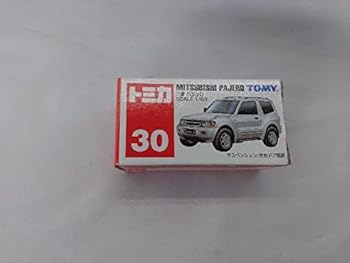 トミカ
MITSUBISHI PAJERO TOMY
三菱 パジェロ
SCALE 1/65
30
サスペンション/左右ドア開閉